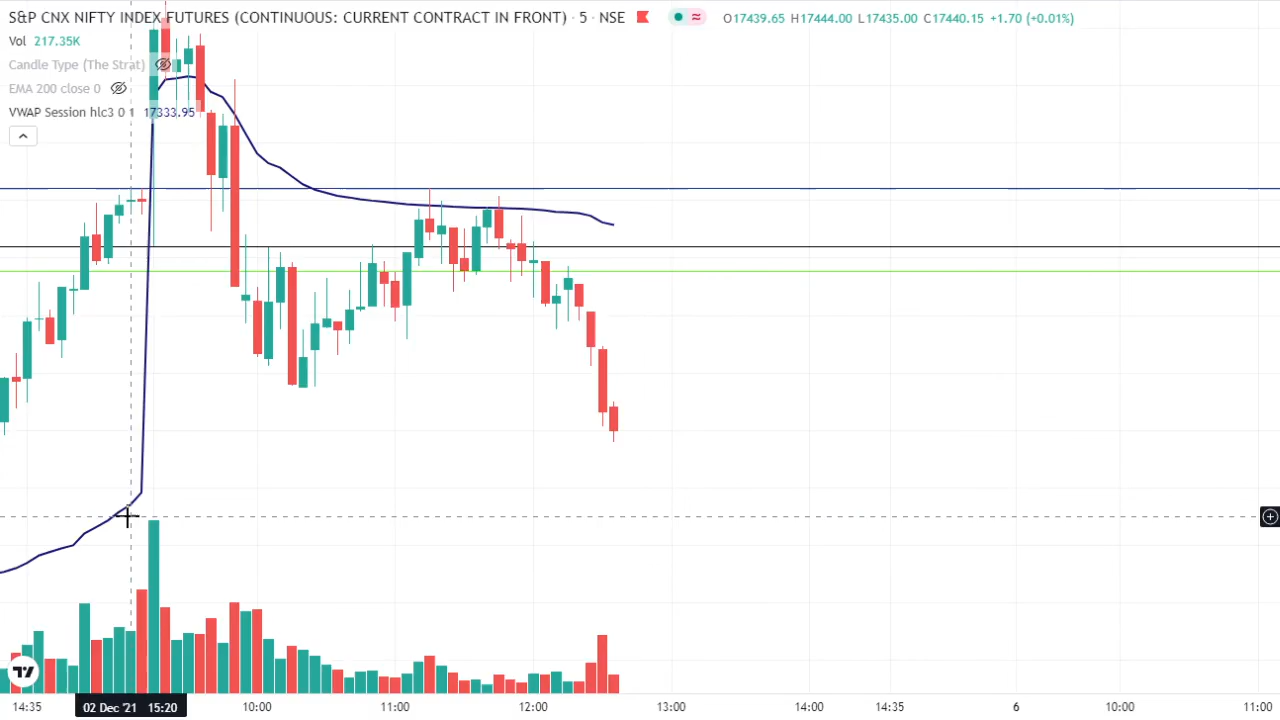 S&P CNX NIFTY INDEX FUTURES (CONTINUOUS: CURRENT CONTRACT IN FRONT) · 5 · NSE O17439.65 H17444.00 L17435.00 C17440.15 +1.70 (+0.01%)
Vol 217.35K
Candle Type (The Strat)
EMA 200 close 0
VWAP Session hlc3 0 1 17333.95
14:35 02 Dec '21 15:20 10:00 11:00 12:00 13:00 14:00 14:35 6 10:00 11:00